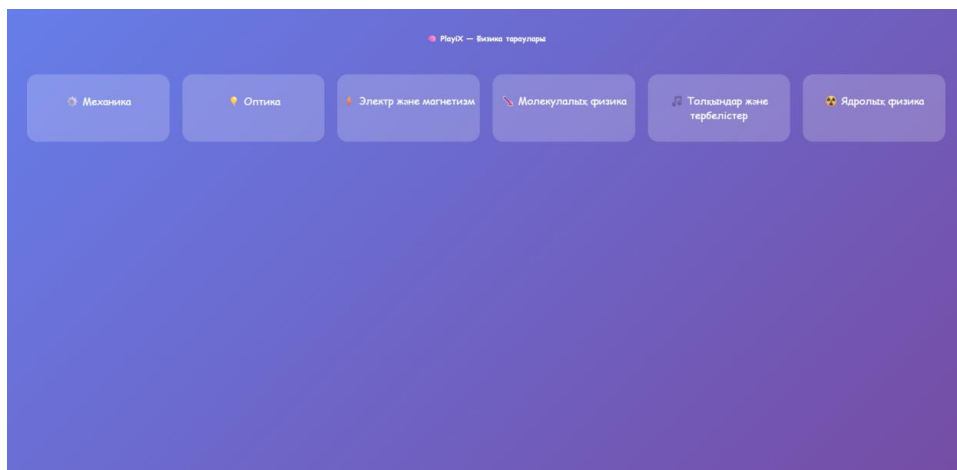 🧠 PlayiX — Физика тараулары
⚙️ Механика
💡 Оптика
⚡ Электр және магнетизм
🌡️ Молекулалық физика
🎵 Толқындар және
тербелістер
☢️ Ядролық физика